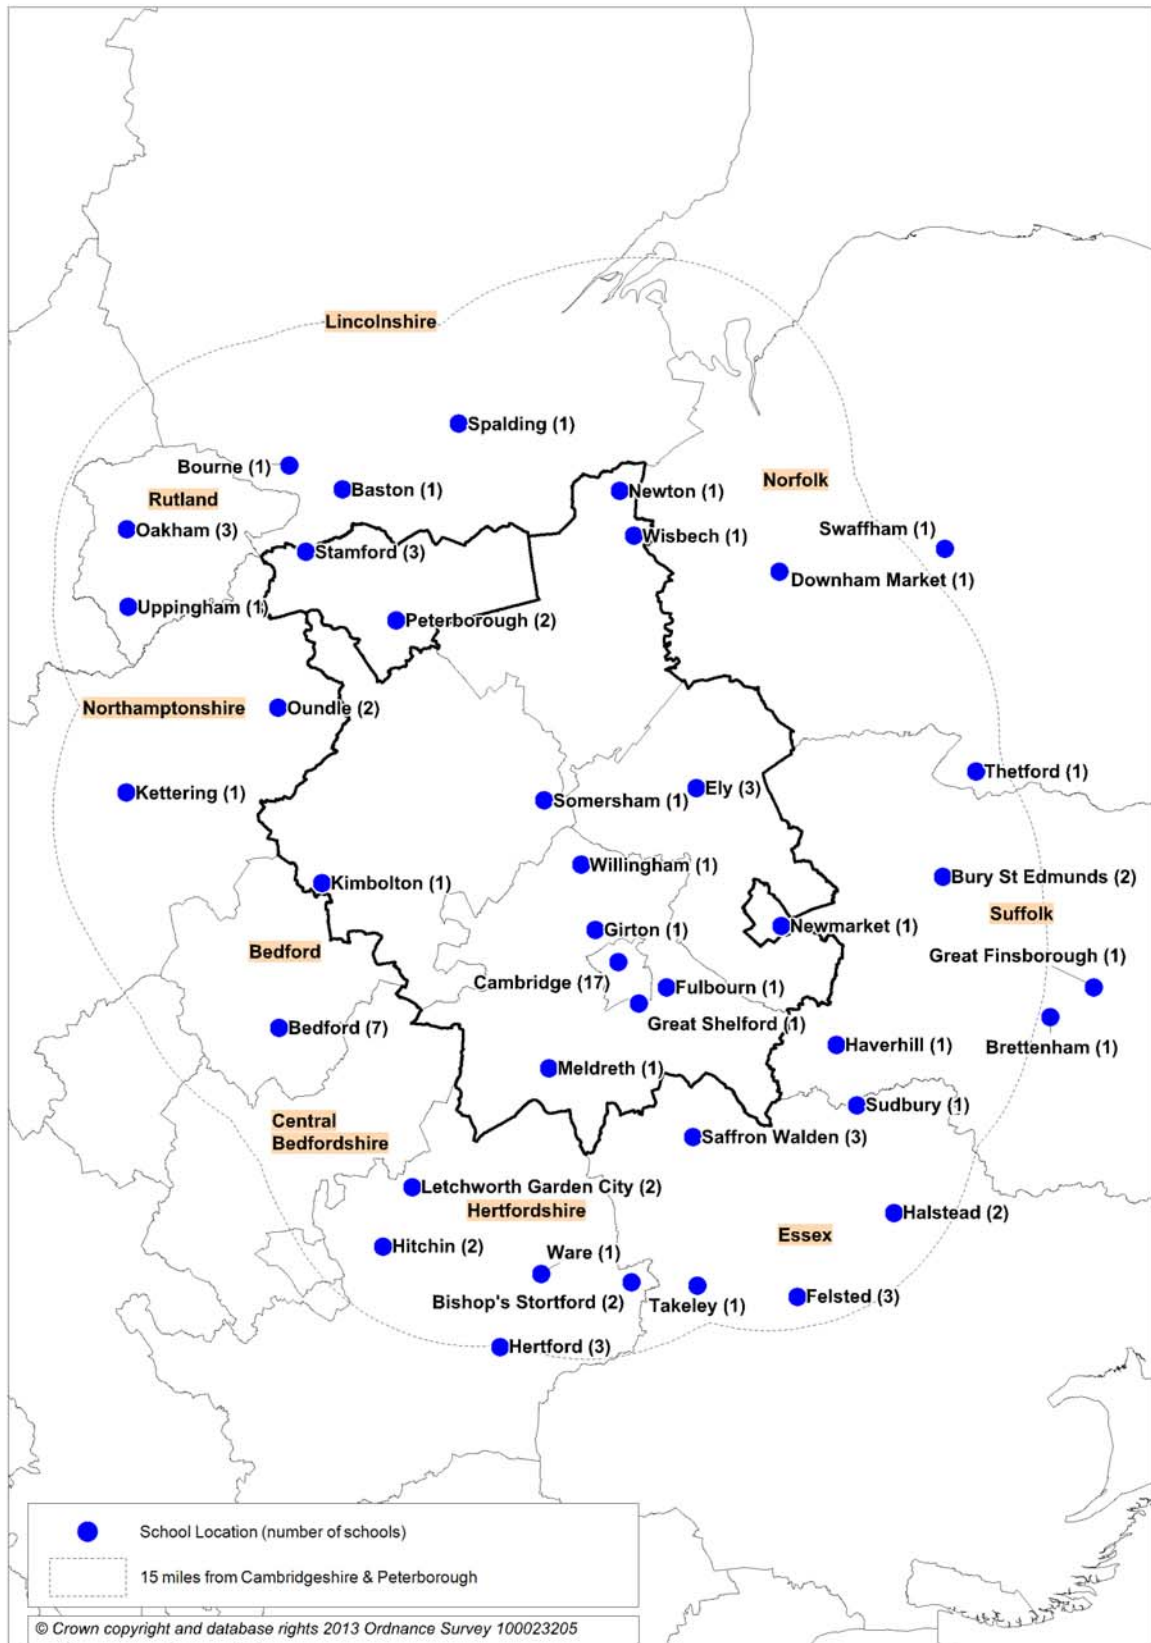 Lincolnshire
Spalding (1)
Bourne (1)
Baston (1)
Rutland
Norfolk
Newton (1)
Oakham (3)
Swaffham (1)
Wisbech (1)
Stamford (3)
Downham Market (1)
Uppingham (1)
Peterborough (2)
Northamptonshire
Oundle (2)
Thetford (1)
Kettering (1)
Ely (3)
Somersham (1)
Willingham (1)
Bury St Edmunds (2)
Kimbolton (1)
Suffolk
Newmarket (1)
Girton (1)
Bedford
Great Finsborough (1)
Cambridge (17)
Fulbourn (1)
Great Shelford (1)
Bedford (7)
Haverhill (1)
Brettenham (1)
Meldreth (1)
Sudbury (1)
Central
Bedfordshire
Saffron Walden (3)
Letchworth Garden City (2)
Hertfordshire
Halstead (2)
Essex
Hitchin (2)
Ware (1)
Bishop's Stortford (2)
Takeley (1)
Felsted (3)
Hertford (3)
School Location (number of schools)
15 miles from Cambridgeshire & Peterborough
© Crown copyright and database rights 2013 Ordnance Survey 100023205